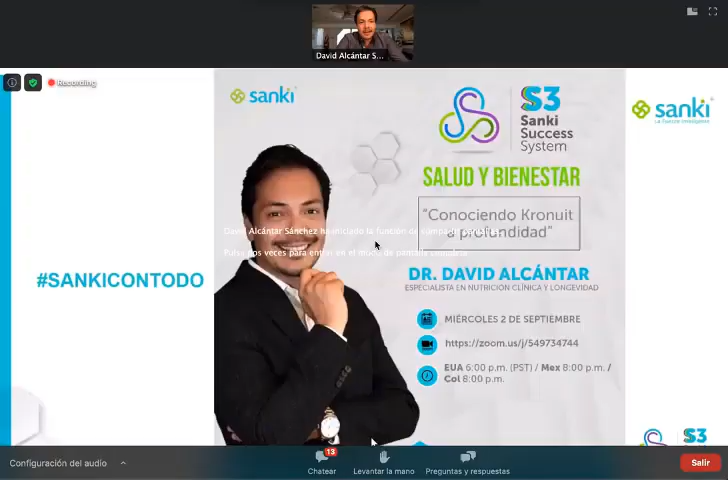 David Alcántar S...
Recording
sanki
S3
Sanki
Success
System
sanki
La Fuerza Inteligente
SALUD Y BIENESTAR
"Conociendo Kronuit
a profundidad"
David Alcántar Sánchez ha iniciado la función de compartir pantalla
Pulse dos veces para entrar en el modo de pantalla completa
#SANKICONTODO
DR. DAVID ALCÁNTAR
ESPECIALISTA EN NUTRICIÓN CLÍNICA Y LONGEVIDAD
MIÉRCOLES 2 DE SEPTIEMBRE
https://zoom.us/j/549734744
EUA 6:00 p.m. (PST) / Mex 8:00 p.m. /
Col 8:00 p.m.
S3
Configuración del audio
13
Chatear
Levantar la mano
Preguntas y respuestas
Salir